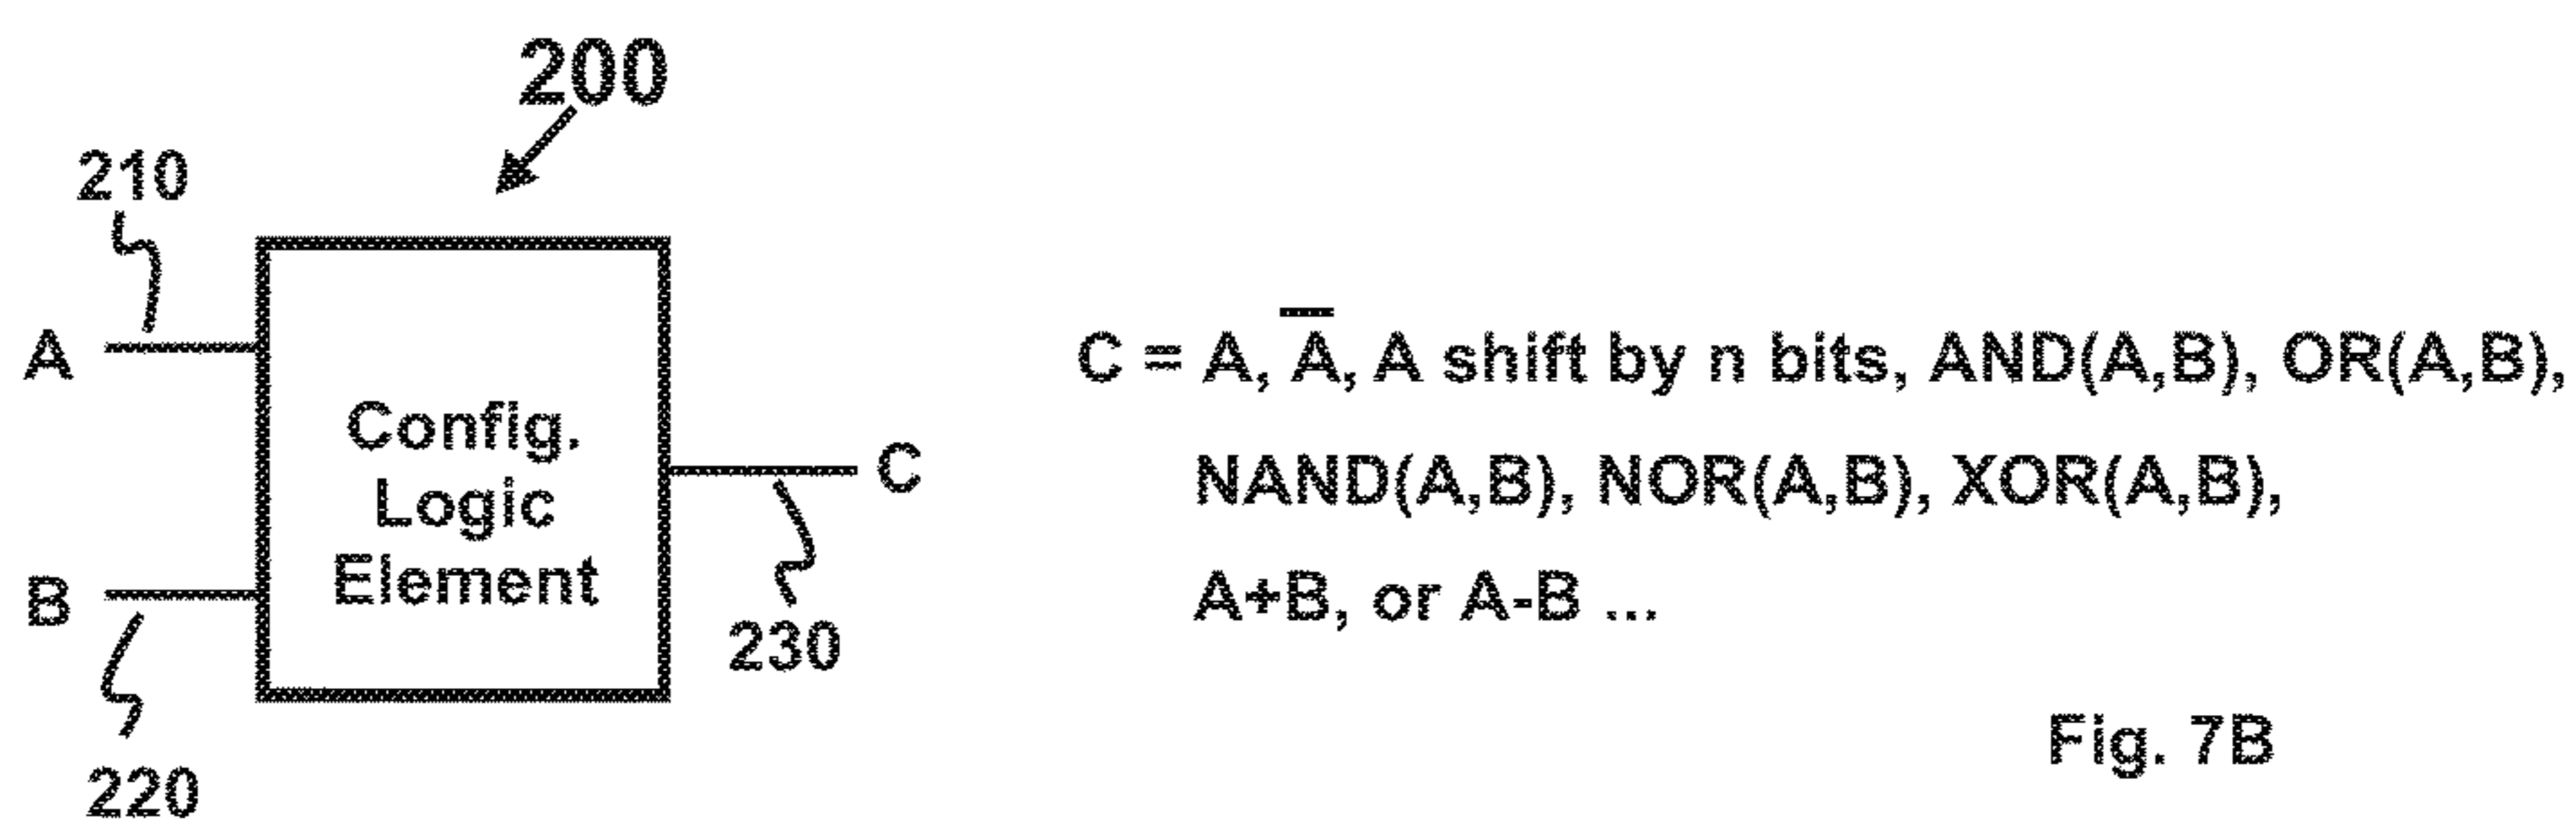 200
210
A
Config.
Logic
Element
B
220
C
230
C = A, A̅, A shift by n bits, AND(A,B), OR(A,B),
NAND(A,B), NOR(A,B), XOR(A,B),
A+B, or A-B ...
Fig. 7B